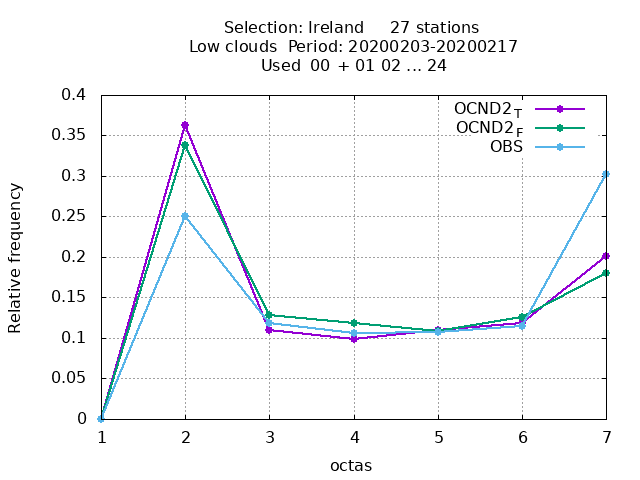 Selection: Ireland 27 stations
Low clouds Period: 20200203-20200217
Used 00 + 01 02 ... 24
OCND2_T
OCND2_F
OBS
0.4
0.35
0.3
0.25
0.2
0.15
0.1
0.05
0
Relative frequency
1 2 3 4 5 6 7
octas